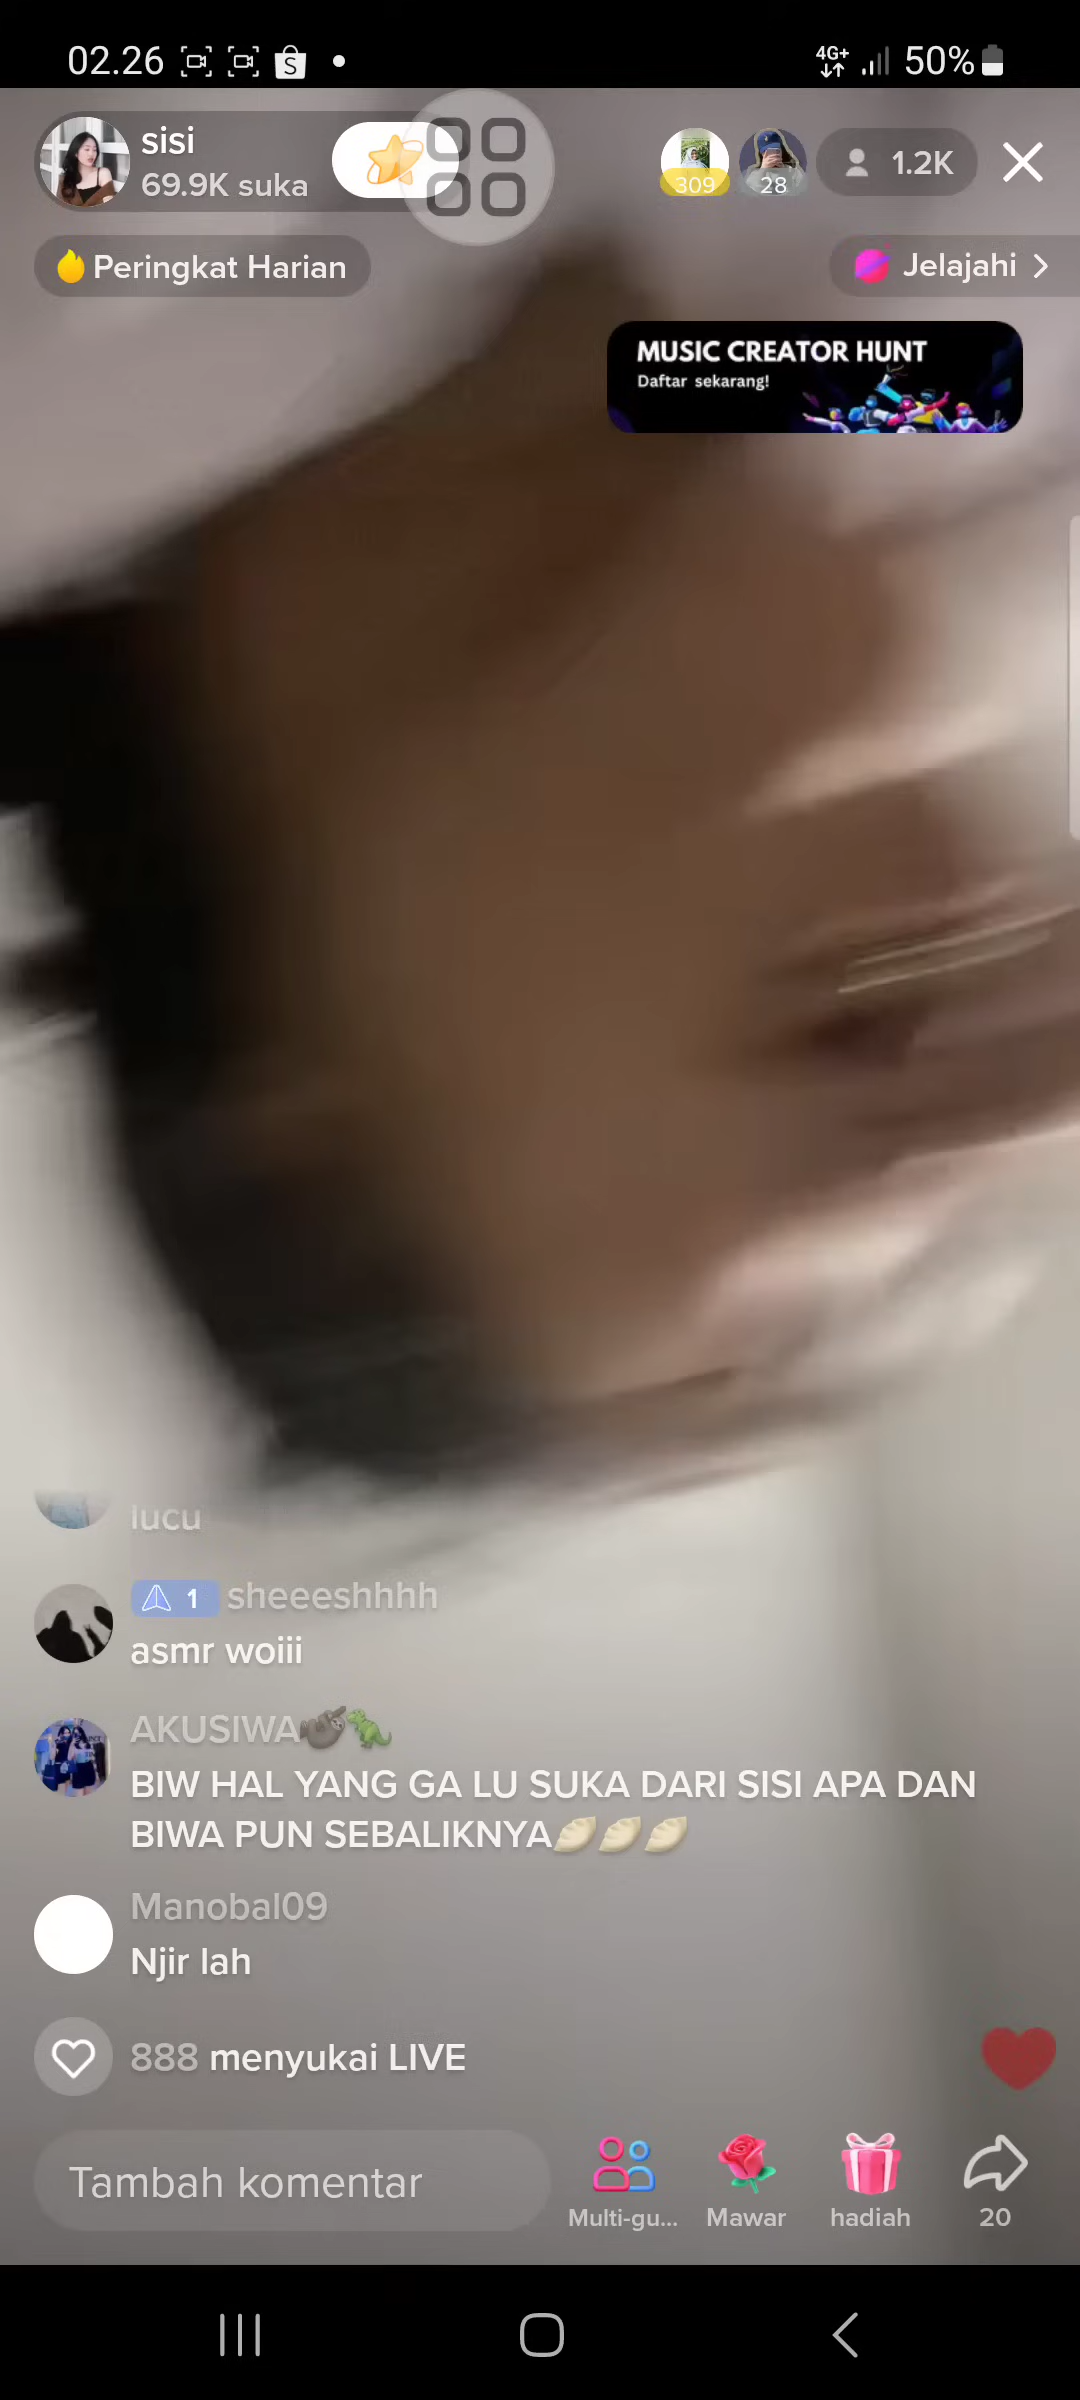 02.26
4G+
50%
S
sisi
69.9K suka
309
28
1.2K
Peringkat Harian
Jelajahi
MUSIC CREATOR HUNT
Daftar sekarang!
lucu
1 sheeeshhhh
asmr woiii
AKUSIWA🦥🦖
BIW HAL YANG GA LU SUKA DARI SISI APA DAN
BIWA PUN SEBALIKNYA🥟🥟🥟
Manobal09
Njir lah
888 menyukai LIVE
Tambah komentar
Multi-gu...
Mawar
hadiah
20